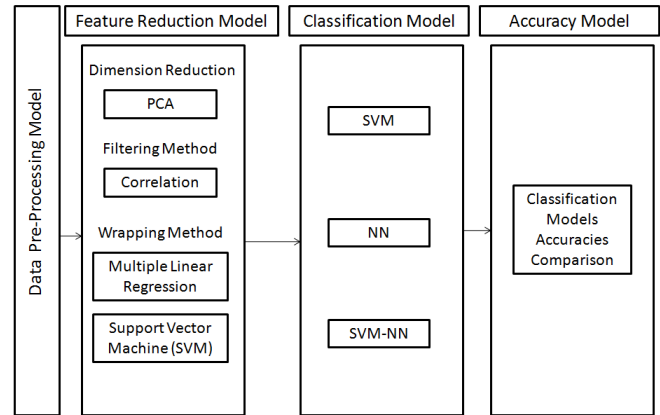 Data Pre-Processing Model
Feature Reduction Model
Dimension Reduction
PCA
Filtering Method
Correlation
Wrapping Method
Multiple Linear
Regression
Support Vector
Machine (SVM)
Classification Model
SVM
NN
SVM-NN
Accuracy Model
Classification
Models
Accuracies
Comparison